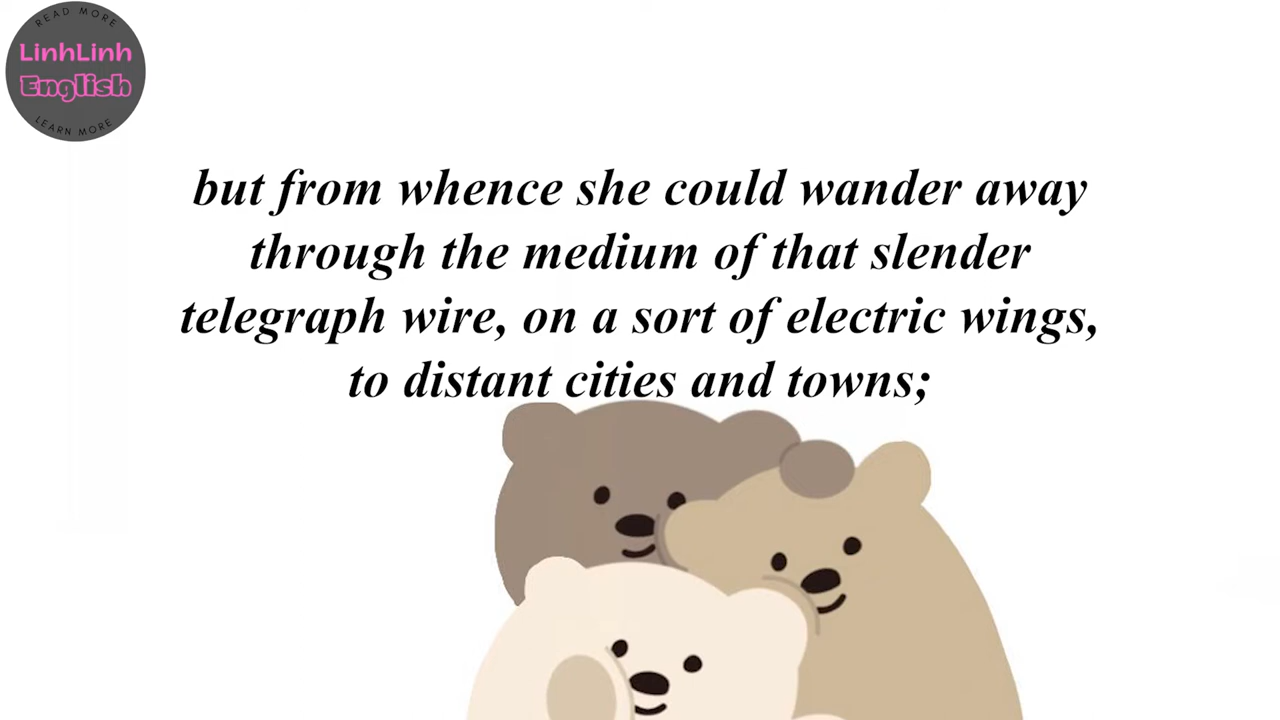 READ MORE
LinhLinh
English
LEARN MORE
but from whence she could wander away
through the medium of that slender
telegraph wire, on a sort of electric wings,
to distant cities and towns;